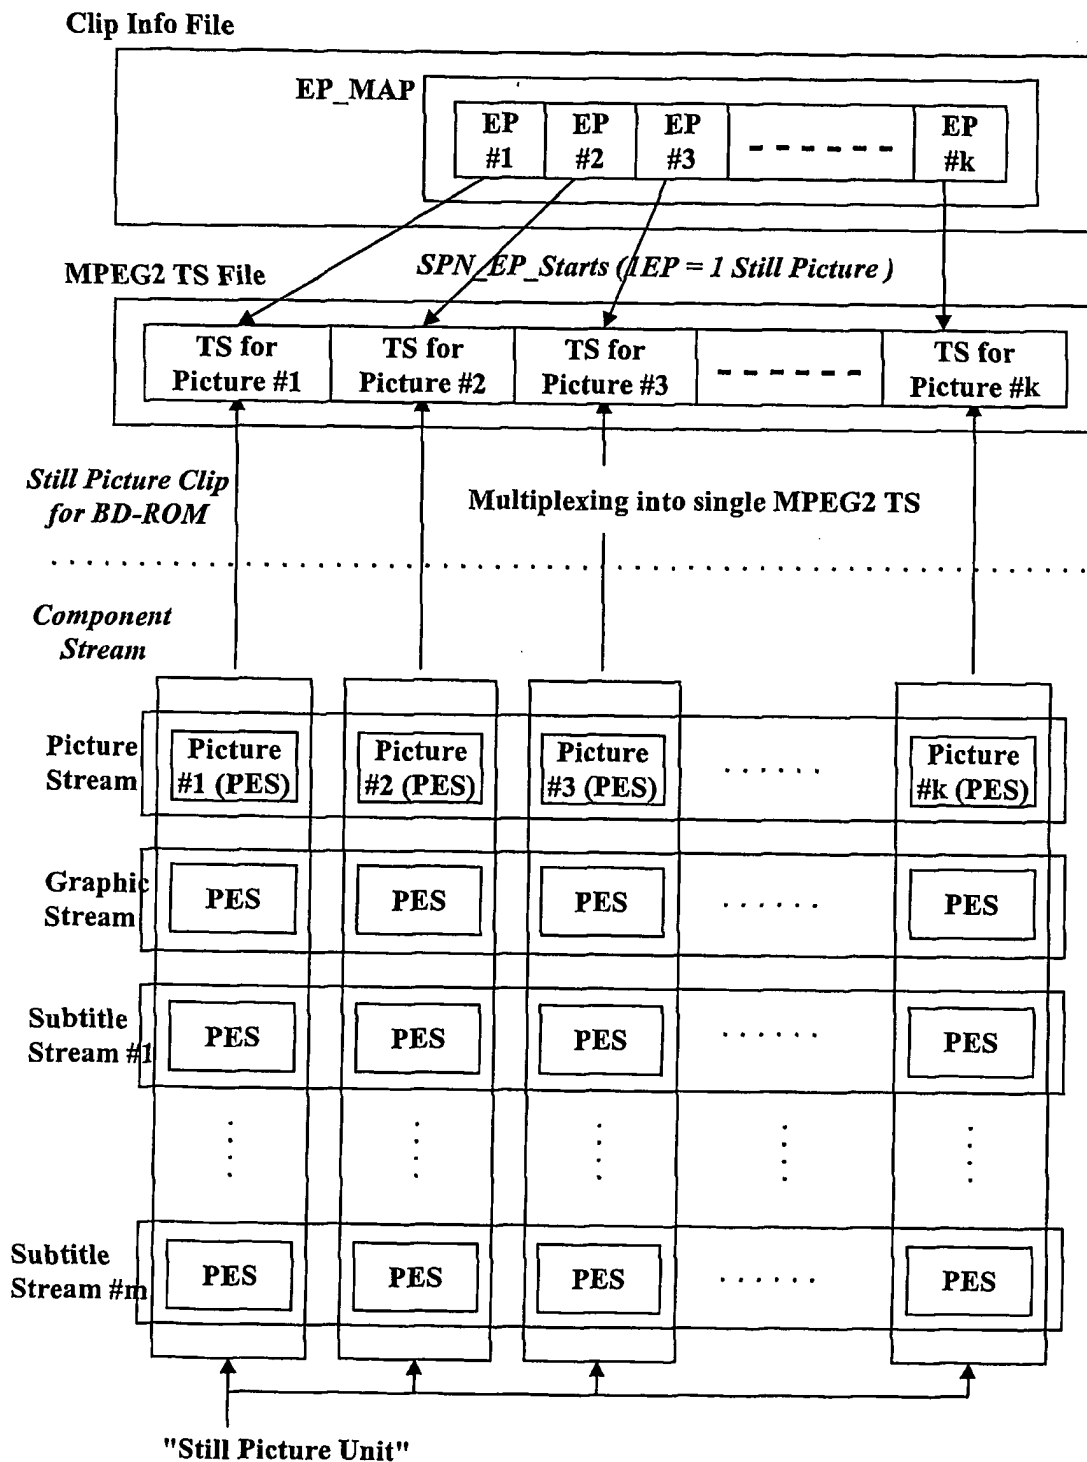 Clip Info File
EP_MAP
EP #1
EP #2
EP #3
EP #k
SPN_EP_Starts (1EP = 1 Still Picture )
MPEG2 TS File
TS for Picture #1
TS for Picture #2
TS for Picture #3
TS for Picture #k
Still Picture Clip
for BD-ROM
Multiplexing into single MPEG2 TS
Component
Stream
Picture
Stream
Picture #1 (PES)
Picture #2 (PES)
Picture #3 (PES)
Picture #k (PES)
Graphic
Stream
PES
PES
PES
PES
Subtitle
Stream #1
PES
PES
PES
PES
Subtitle
Stream #m
PES
PES
PES
PES
"Still Picture Unit"